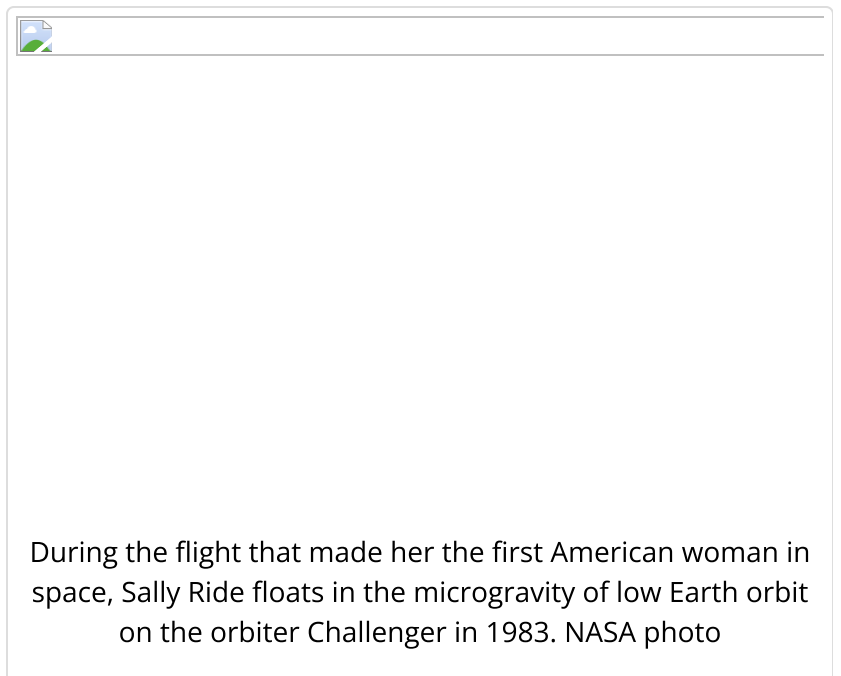 During the flight that made her the first American woman in
space, Sally Ride floats in the microgravity of low Earth orbit
on the orbiter Challenger in 1983. NASA photo